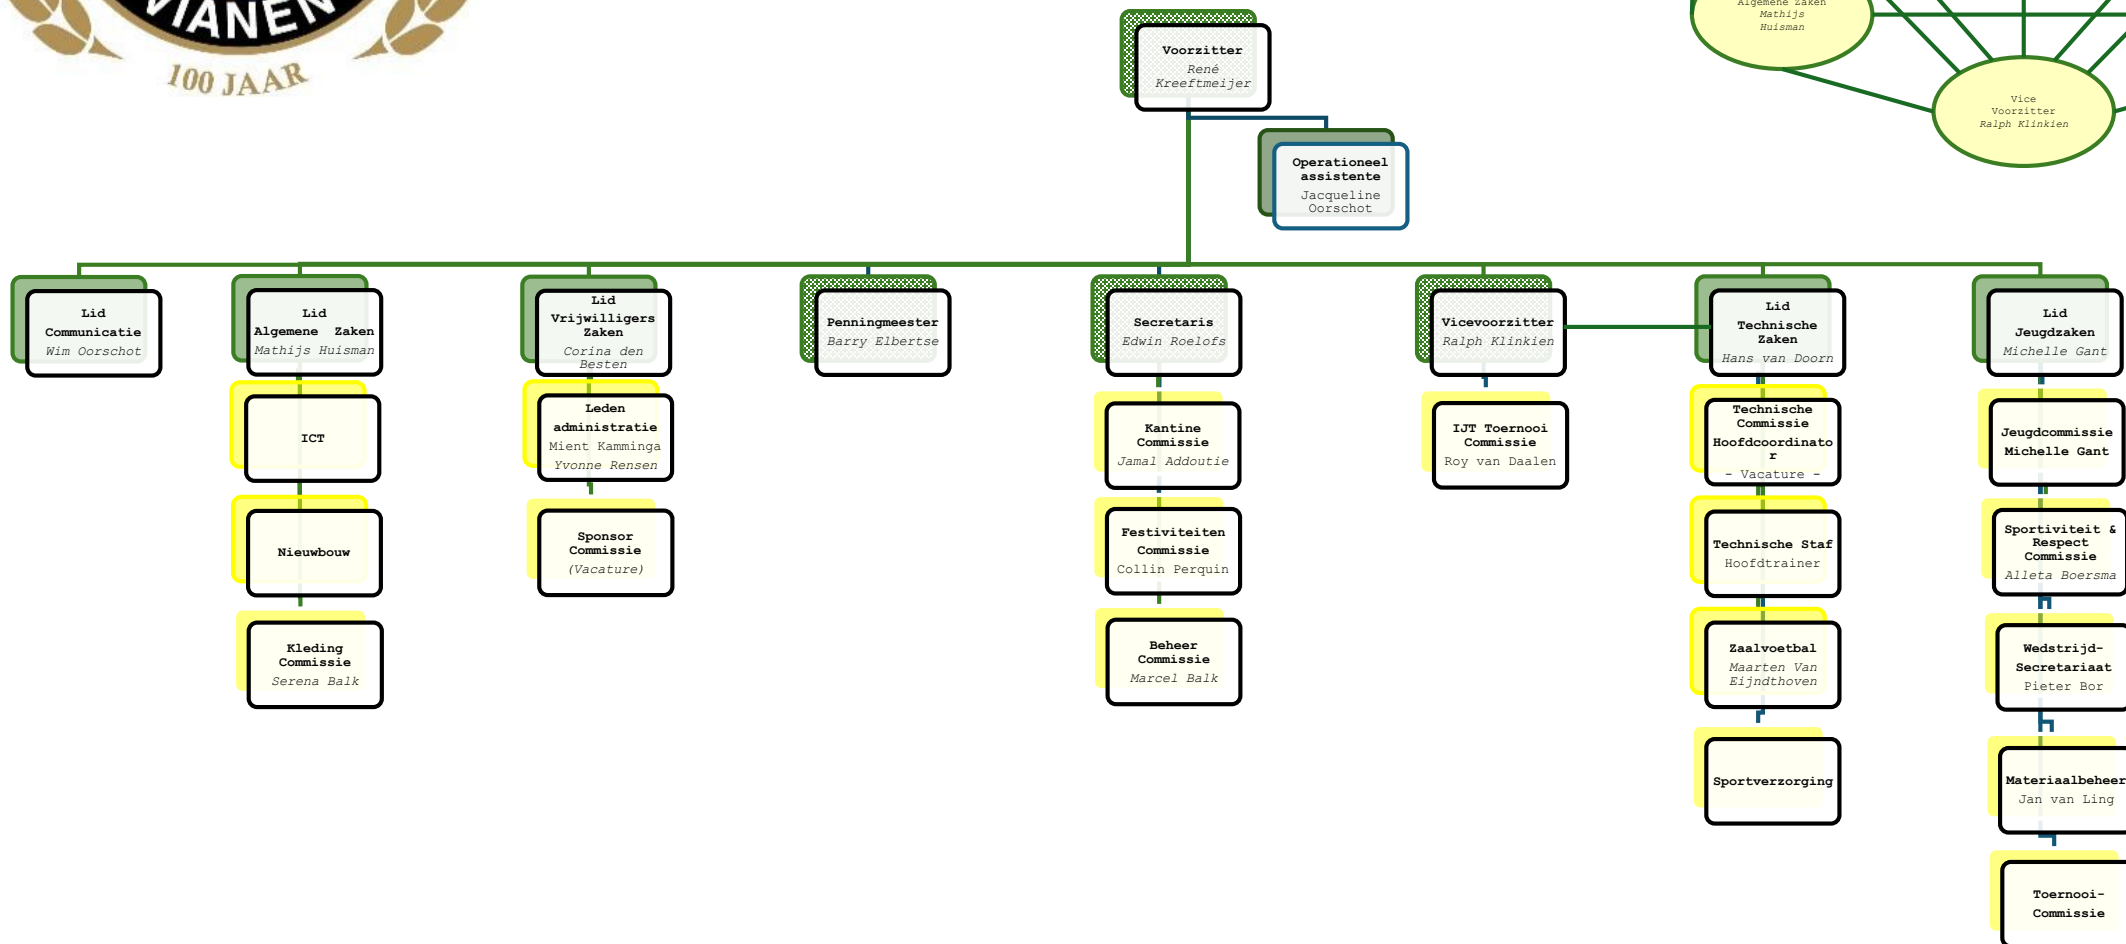 VIANEN
100 JAAR
Algemene Zaken
Mathijs
Huisman
Vice
Voorzitter
Ralph Klinkien
Voorzitter
René
Kreeftmeijer
Operationeel
assistente
Jacqueline
Oorschot
Lid
Communicatie
Wim Oorschot
Lid
Algemene Zaken
Mathijs Huisman
ICT
Nieuwbouw
Kleding
Commissie
Serena Balk
Lid
Vrijwilligers
Zaken
Corina den
Besten
Leden
administratie
Mient Kamminga
Yvonne Rensen
Sponsor
Commissie
(Vacature)
Penningmeester
Barry Elbertse
Secretaris
Edwin Roelofs
Kantine
Commissie
Jamal Addoutie
Festiviteiten
Commissie
Collin Perquin
Beheer
Commissie
Marcel Balk
Vicevoorzitter
Ralph Klinkien
IJT Toernooi
Commissie
Roy van Daalen
Lid
Technische
Zaken
Hans van Doorn
Technische
Commissie
Hoofdcoordinato
r
- Vacature -
Technische Staf
Hoofdtrainer
Zaalvoetbal
Maarten Van
Eijndthoven
Sportverzorging
Lid
Jeugdzaken
Michelle Gant
Jeugdcommissie
Michelle Gant
Sportiviteit &
Respect
Commissie
Alleta Boersma
Wedstrijd-
Secretariaat
Pieter Bor
Materiaalbeheer
Jan van Ling
Toernooi-
Commissie